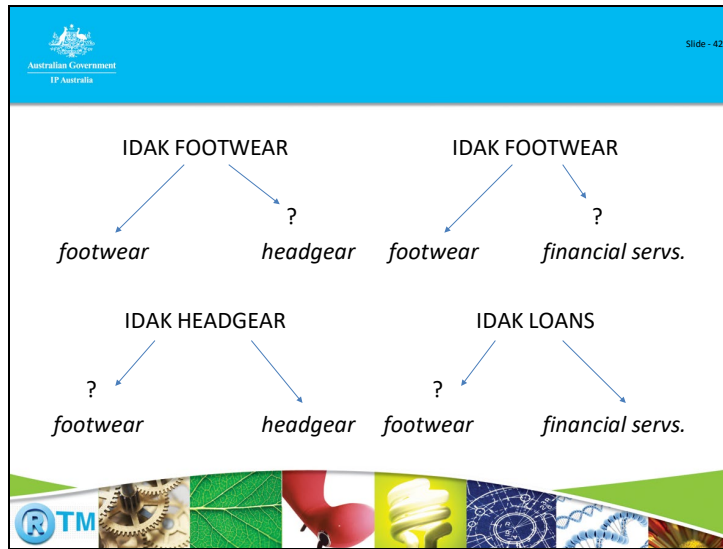 Australian Government
IP Australia
Slide - 42
IDAK FOOTWEAR
?
footwear
headgear
IDAK FOOTWEAR
?
footwear
financial servs.
IDAK HEADGEAR
?
footwear
headgear
IDAK LOANS
?
footwear
financial servs.
® TM